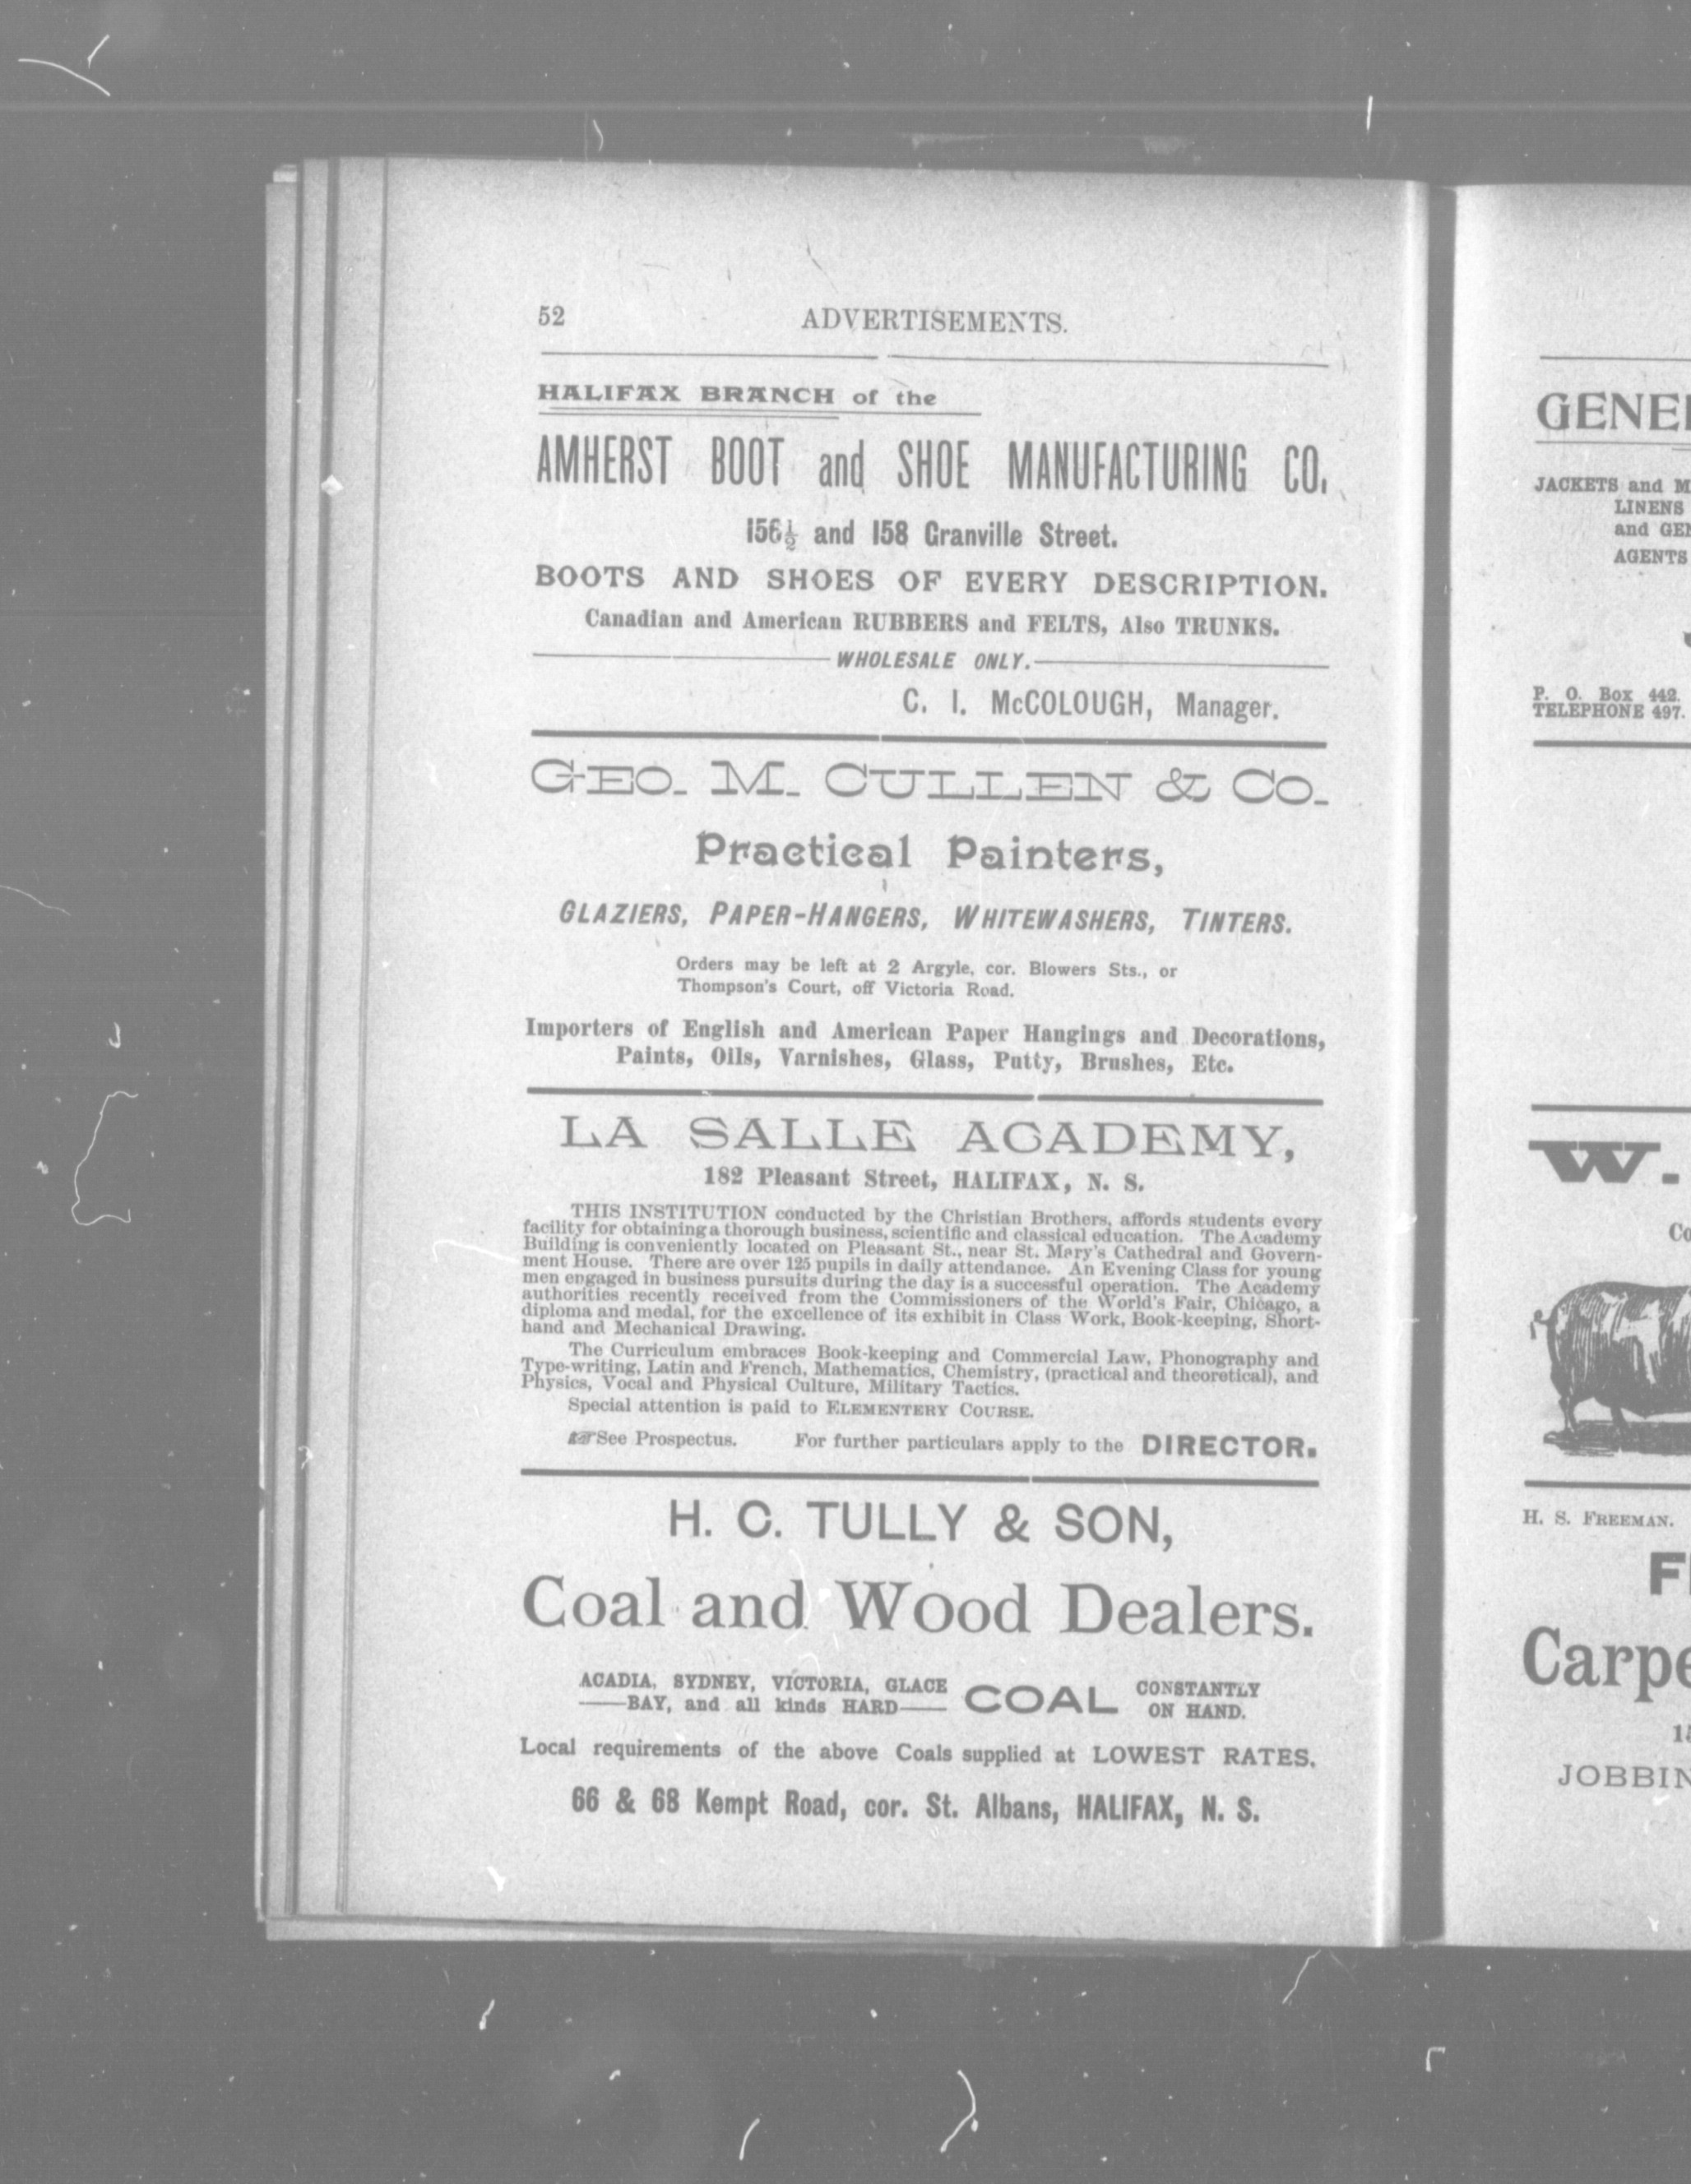 52
ADVERTISEMENTS.
HALIFAX BRANCH of the
AMHERST BOOT and SHOE MANUFACTURING CO.
156½ and 158 Granville Street.
BOOTS AND SHOES OF EVERY DESCRIPTION.
Canadian and American RUBBERS and FELTS, Also TRUNKS.
WHOLESALE ONLY.
C. I. McCOLOUGH, Manager.
GEO. M. CULLEN & CO.
Practical Painters,
GLAZIERS, PAPER-HANGERS, WHITEWASHERS, TINTERS.
Orders may be left at 2 Argyle, cor. Blowers Sts., or
Thompson's Court, off Victoria Road.
Importers of English and American Paper Hangings and Decorations,
Paints, Oils, Varnishes, Glass, Putty, Brushes, Etc.
LA SALLE ACADEMY,
182 Pleasant Street, HALIFAX, N. S.
THIS INSTITUTION conducted by the Christian Brothers, affords students every
facility for obtaining a thorough business, scientific and classical education. The Academy
Building is conveniently located on Pleasant St., near St. Mary's Cathedral and Govern-
ment House. There are over 125 pupils in daily attendance. An Evening Class for young
men engaged in business pursuits during the day is a successful operation. The Academy
authorities recently received from the Commissioners of the World's Fair, Chicago, a
diploma and medal, for the excellence of its exhibit in Class Work, Book-keeping, Short-
hand and Mechanical Drawing.
The Curriculum embraces Book-keeping and Commercial Law, Phonography and
Type-writing, Latin and French, Mathematics, Chemistry, (practical and theoretical), and
Physics, Vocal and Physical Culture, Military Tactics.
Special attention is paid to ELEMENTERY COURSE.
☞See Prospectus. For further particulars apply to the DIRECTOR.
H. C. TULLY & SON,
Coal and Wood Dealers.
ACADIA, SYDNEY, VICTORIA, GLACE
BAY, and all kinds HARD
COAL
CONSTANTLY
ON HAND.
Local requirements of the above Coals supplied at LOWEST RATES.
66 & 68 Kempt Road, cor. St. Albans, HALIFAX, N. S.
JACKETS and
LINENS
and
AGENTS
P. O. Box 442.
TELEPHONE 497.
W.
H. S. FREEMAN.